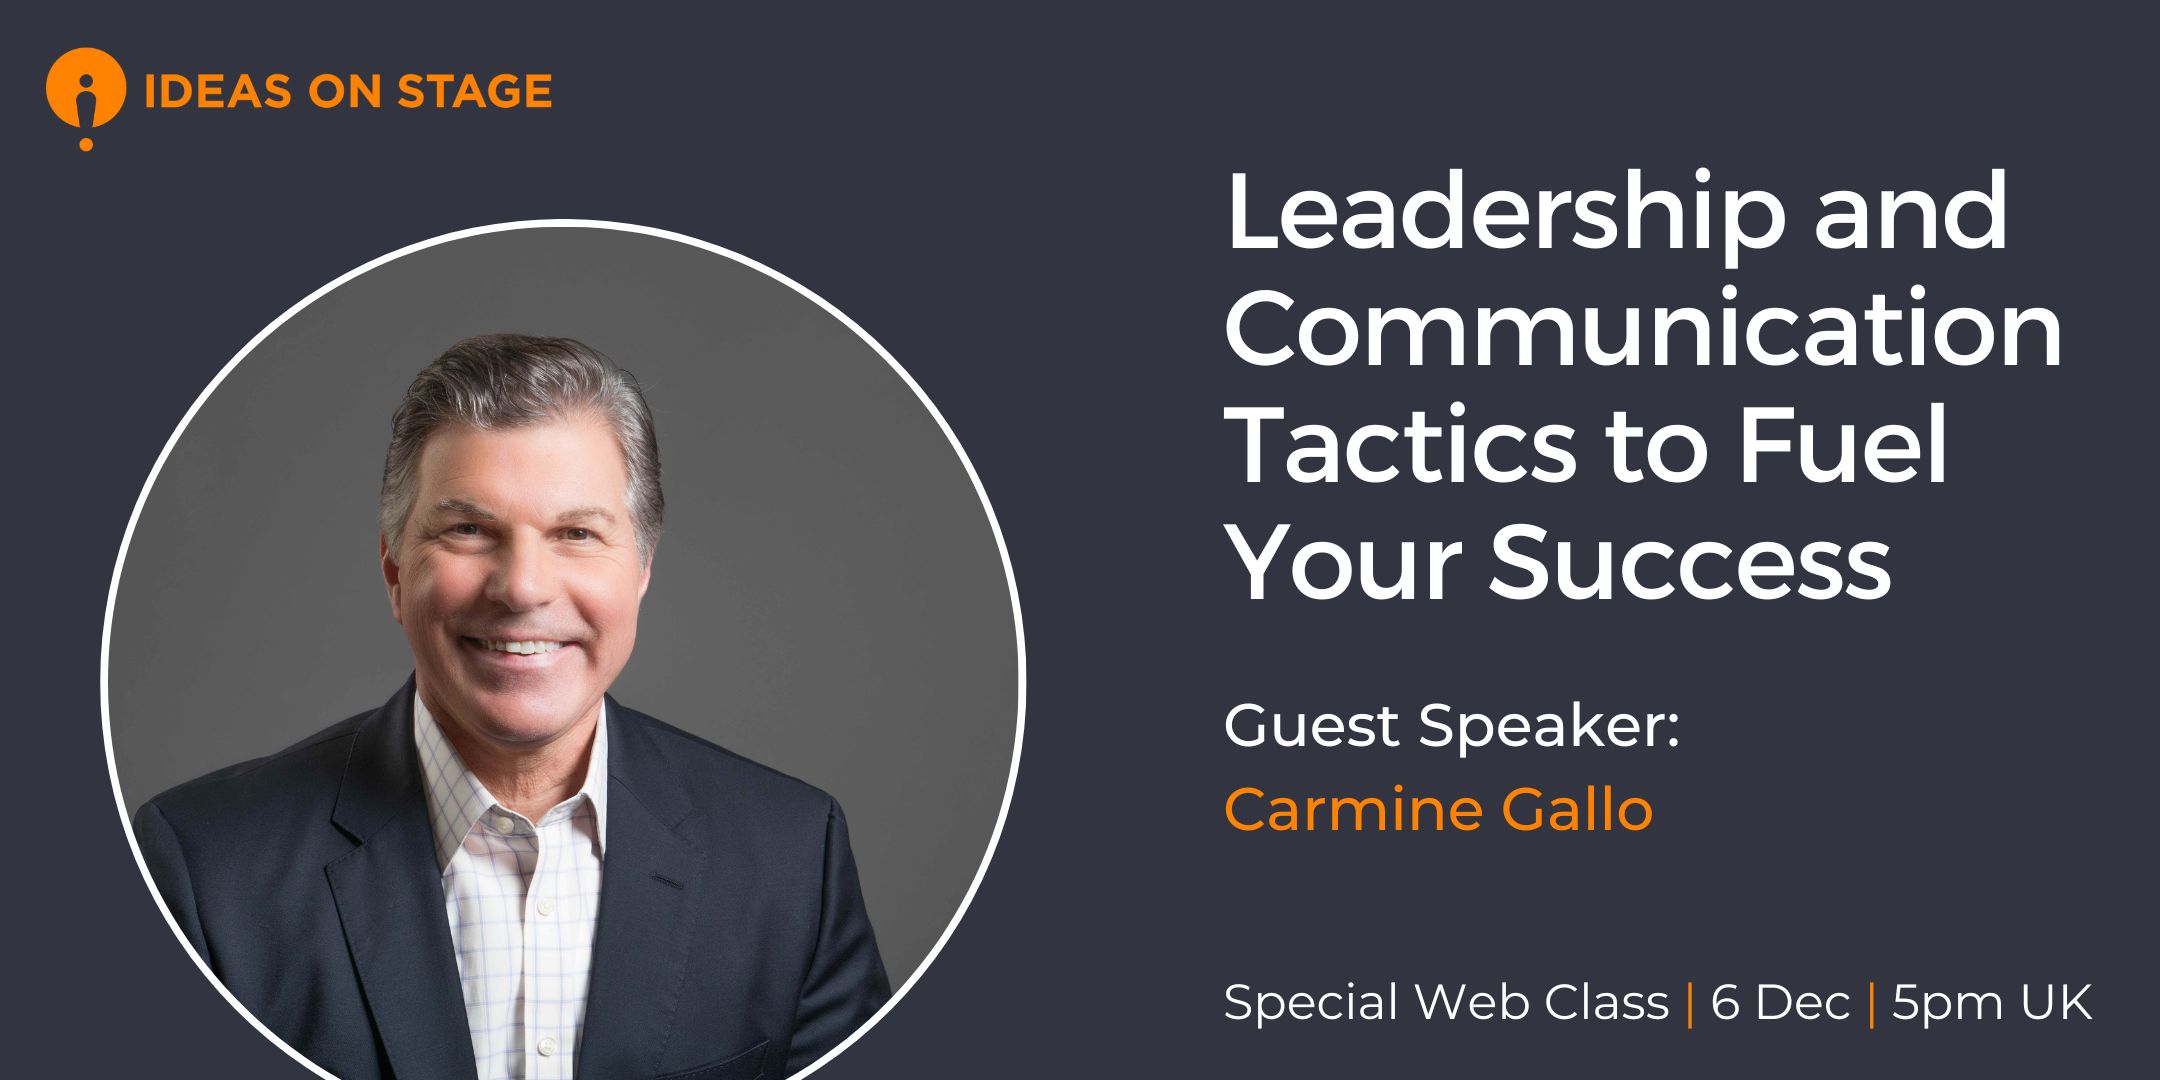 IDEAS ON STAGE
Leadership and
Communication
Tactics to Fuel
Your Success
Guest Speaker:
Carmine Gallo
Special Web Class | 6 Dec | 5pm UK